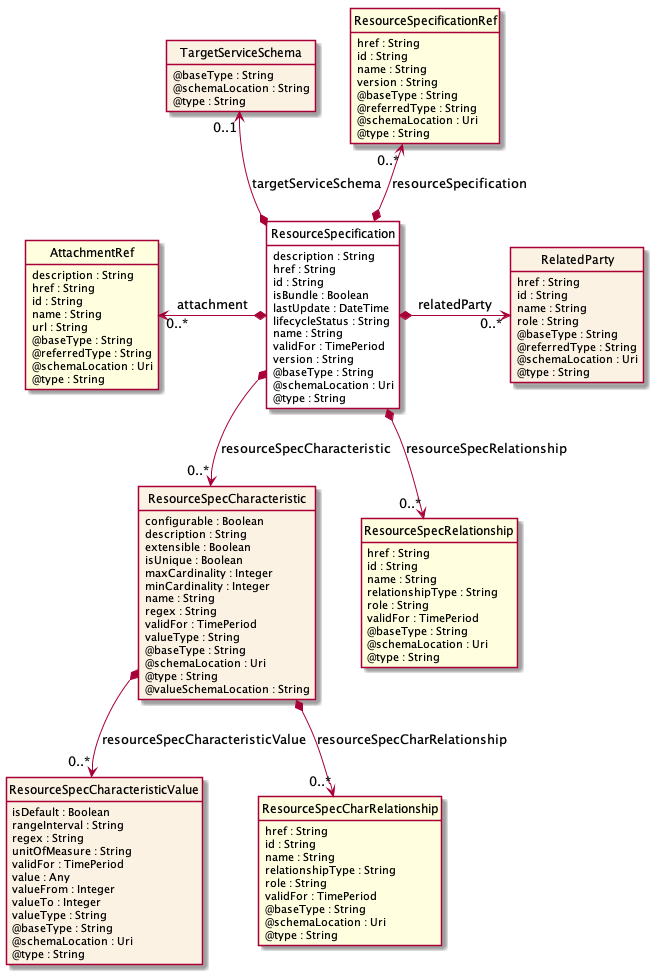 ResourceSpecificationRef
href : String
id : String
name : String
version : String
@baseType : String
@referredType : String
@schemaLocation : Uri
@type : String
TargetServiceSchema
@baseType : String
@schemaLocation : String
@type : String
0..1
0..*
targetServiceSchema
resourceSpecification
ResourceSpecification
description : String
href : String
id : String
isBundle : Boolean
lastUpdate : DateTime
lifecycleStatus : String
name : String
validFor : TimePeriod
version : String
@baseType : String
@schemaLocation : Uri
@type : String
AttachmentRef
description : String
href : String
id : String
name : String
url : String
@baseType : String
@referredType : String
@schemaLocation : Uri
@type : String
attachment
0..*
relatedParty
0..*
RelatedParty
href : String
id : String
name : String
role : String
@baseType : String
@referredType : String
@schemaLocation : Uri
@type : String
resourceSpecCharacteristic
0..*
resourceSpecRelationship
0..*
ResourceSpecCharacteristic
configurable : Boolean
description : String
extensible : Boolean
isUnique : Boolean
maxCardinality : Integer
minCardinality : Integer
name : String
regex : String
validFor : TimePeriod
valueType : String
@baseType : String
@schemaLocation : Uri
@type : String
@valueSchemaLocation : String
ResourceSpecRelationship
href : String
id : String
name : String
relationshipType : String
role : String
validFor : TimePeriod
@baseType : String
@schemaLocation : Uri
@type : String
resourceSpecCharacteristicValue
0..*
resourceSpecCharRelationship
0..*
ResourceSpecCharacteristicValue
isDefault : Boolean
rangeInterval : String
regex : String
unitOfMeasure : String
validFor : TimePeriod
value : Any
valueFrom : Integer
valueTo : Integer
valueType : String
@baseType : String
@schemaLocation : Uri
@type : String
ResourceSpecCharRelationship
href : String
id : String
name : String
relationshipType : String
role : String
validFor : TimePeriod
@baseType : String
@schemaLocation : Uri
@type : String